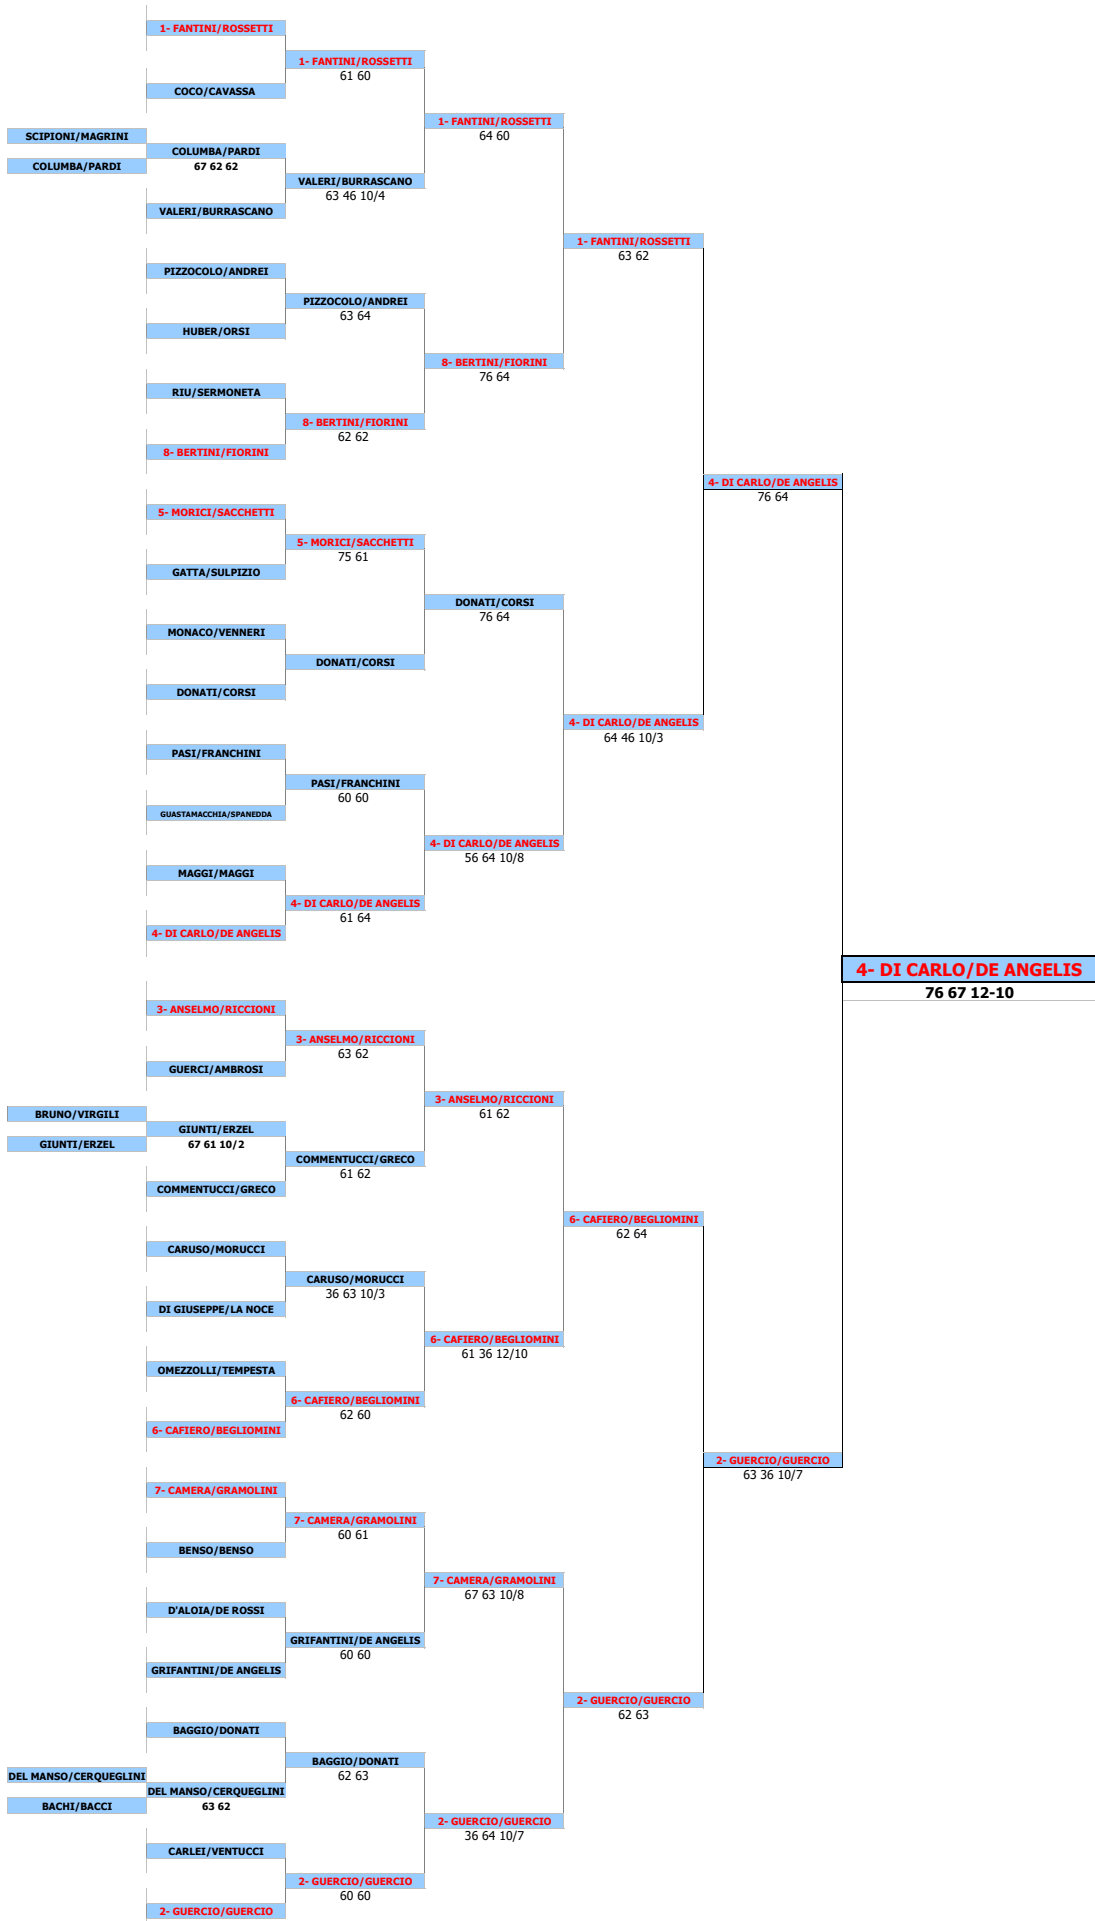 1- FANTINI/ROSSETTI
1- FANTINI/ROSSETTI
61 60
COCO/CAVASSA
1- FANTINI/ROSSETTI
64 60
SCIPIONI/MAGRINI
COLUMBA/PARDI
COLUMBA/PARDI
67 62 62
VALERI/BURRASCANO
63 46 10/4
VALERI/BURRASCANO
1- FANTINI/ROSSETTI
63 62
PIZZOCOLO/ANDREI
PIZZOCOLO/ANDREI
63 64
HUBER/ORSI
8- BERTINI/FIORINI
76 64
RIU/SERMONETA
8- BERTINI/FIORINI
62 62
8- BERTINI/FIORINI
4- DI CARLO/DE ANGELIS
76 64
5- MORICI/SACCHETTI
5- MORICI/SACCHETTI
75 61
GATTA/SULPIZIO
DONATI/CORSI
76 64
MONACO/VENNERI
DONATI/CORSI
DONATI/CORSI
4- DI CARLO/DE ANGELIS
64 46 10/3
PASI/FRANCHINI
PASI/FRANCHINI
60 60
GUASTAMACCHIA/SPANEDDA
4- DI CARLO/DE ANGELIS
56 64 10/8
MAGGI/MAGGI
4- DI CARLO/DE ANGELIS
61 64
4- DI CARLO/DE ANGELIS
4- DI CARLO/DE ANGELIS
76 67 12-10
3- ANSELMO/RICCIONI
3- ANSELMO/RICCIONI
63 62
GUERCI/AMBROSI
3- ANSELMO/RICCIONI
61 62
BRUNO/VIRGILI
GIUNTI/ERZEL
GIUNTI/ERZEL
67 61 10/2
COMMENTUCCI/GRECO
61 62
COMMENTUCCI/GRECO
6- CAFIERO/BEGLIOMINI
62 64
CARUSO/MORUCCI
CARUSO/MORUCCI
36 63 10/3
DI GIUSEPPE/LA NOCE
6- CAFIERO/BEGLIOMINI
61 36 12/10
OMEZZOLLI/TEMPESTA
6- CAFIERO/BEGLIOMINI
62 60
6- CAFIERO/BEGLIOMINI
2- GUERCIO/GUERCIO
63 36 10/7
7- CAMERA/GRAMOLINI
7- CAMERA/GRAMOLINI
60 61
BENSO/BENSO
7- CAMERA/GRAMOLINI
67 63 10/8
D'ALOIA/DE ROSSI
GRIFANTINI/DE ANGELIS
60 60
GRIFANTINI/DE ANGELIS
2- GUERCIO/GUERCIO
62 63
BAGGIO/DONATI
BAGGIO/DONATI
62 63
DEL MANSO/CERQUEGLINI
DEL MANSO/CERQUEGLINI
BACHI/BACCI
63 62
2- GUERCIO/GUERCIO
36 64 10/7
CARLEI/VENTUCCI
2- GUERCIO/GUERCIO
60 60
2- GUERCIO/GUERCIO